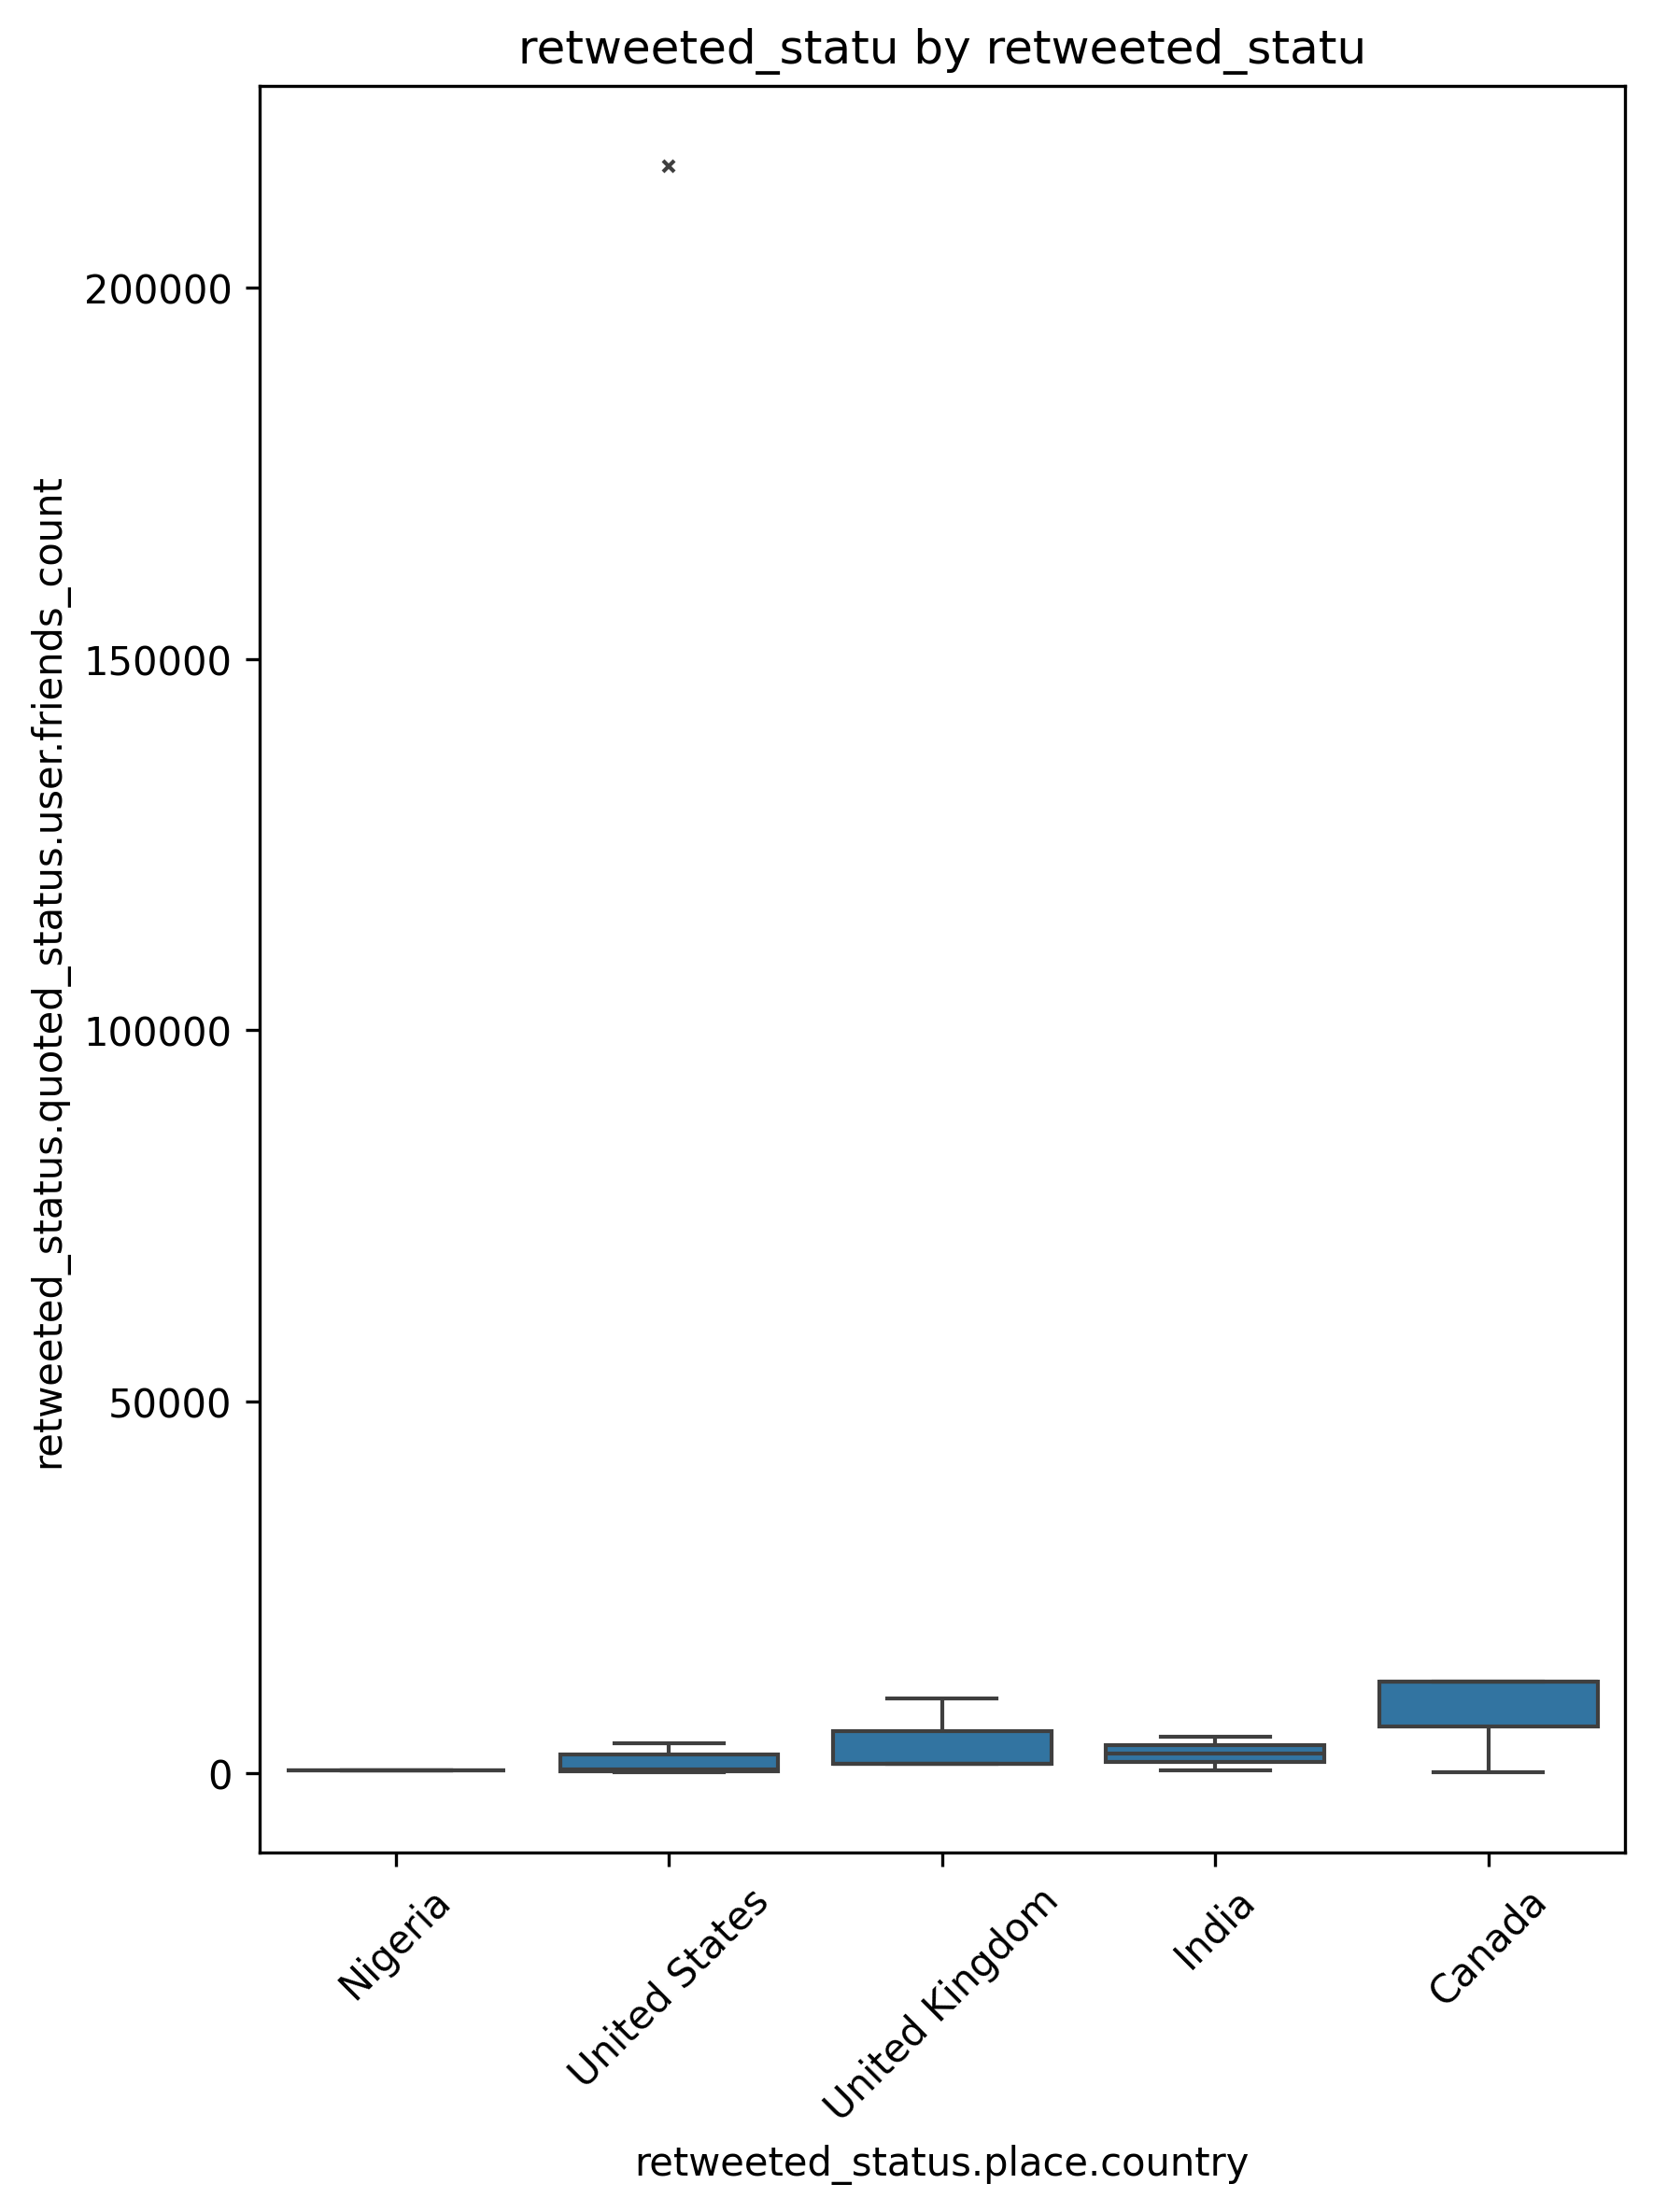 retweeted_statu by retweeted_statu
retweeted_status.quoted_status.user.friends_count
200000
150000
100000
50000
0
Nigeria
United States
United Kingdom
India
Canada
retweeted_status.place.country